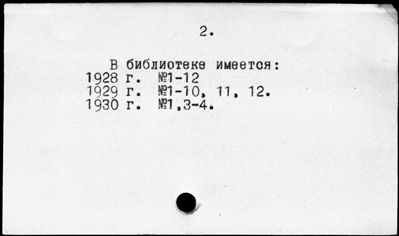 2.
В библиотеке имеется:
1928 г. №1-12
1929 г. №1-10, 11, 12.
1930 г. №1,3-4.